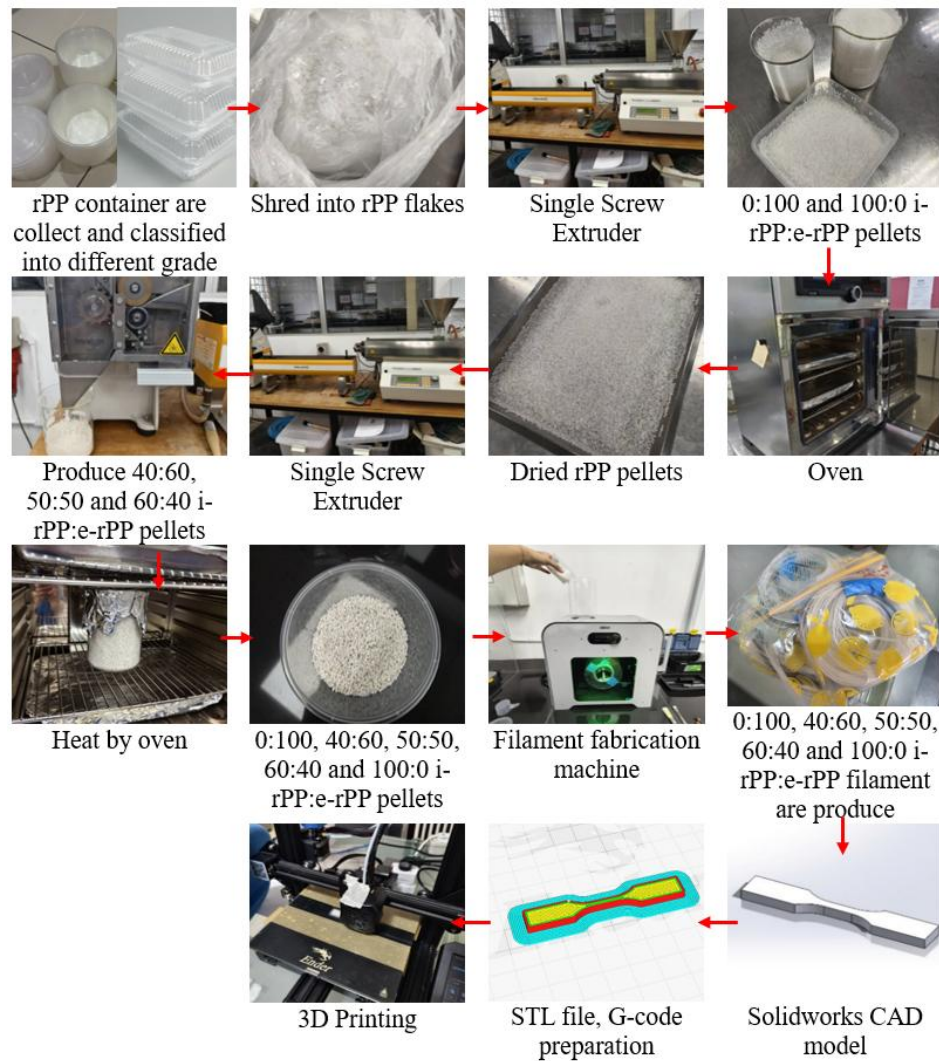 rPP container are
collect and classified
into different grade
Shred into rPP flakes
Single Screw
Extruder
0:100 and 100:0 i-
rPP:e-rPP pellets
Produce 40:60,
50:50 and 60:40 i-
rPP:e-rPP pellets
Single Screw
Extruder
Dried rPP pellets
Oven
Heat by oven
0:100, 40:60, 50:50,
60:40 and 100:0 i-
rPP:e-rPP pellets
Filament fabrication
machine
0:100, 40:60, 50:50,
60:40 and 100:0 i-
rPP:e-rPP filament
are produce
Ender
3D Printing
STL file, G-code
preparation
Solidworks CAD
model